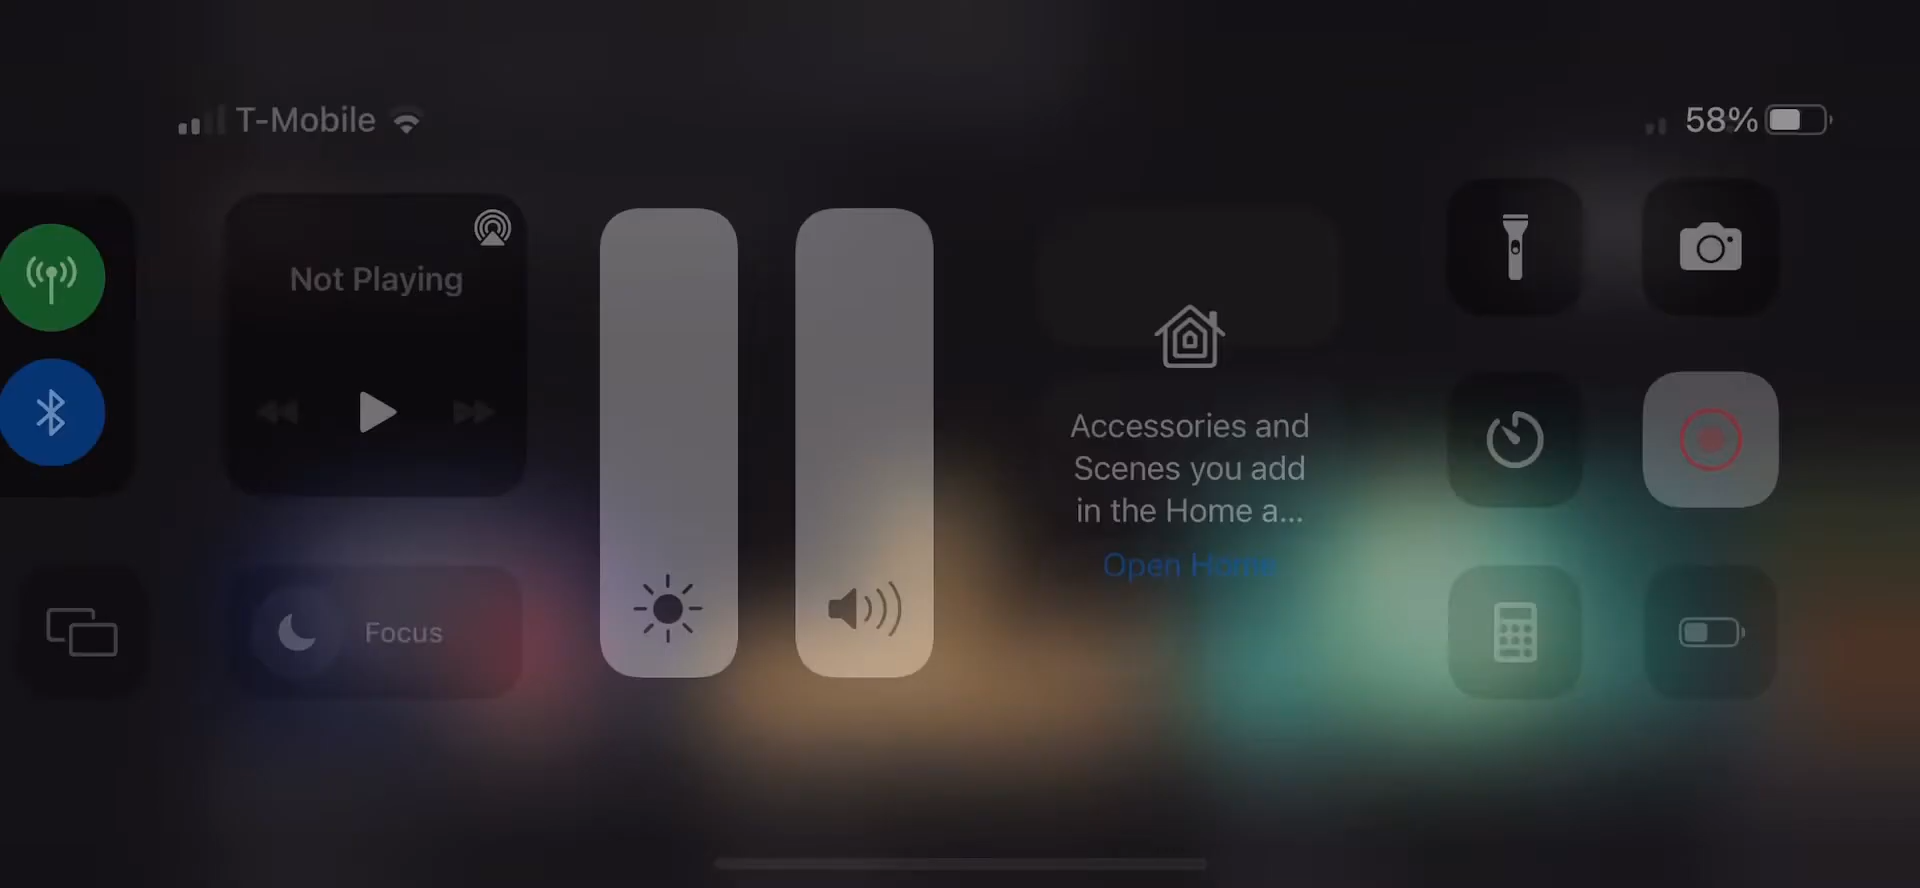 T-Mobile
58%
Not Playing
Accessories and
Scenes you add
in the Home a...
Open Home
Focus